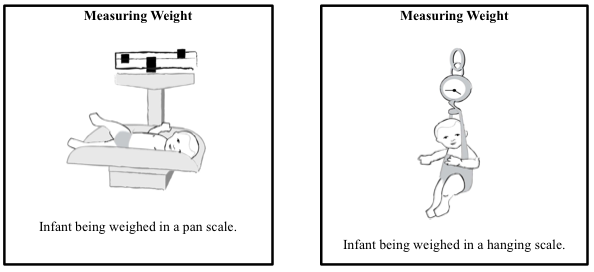 Measuring Weight
Infant being weighed in a pan scale.
Measuring Weight
Infant being weighed in a hanging scale.